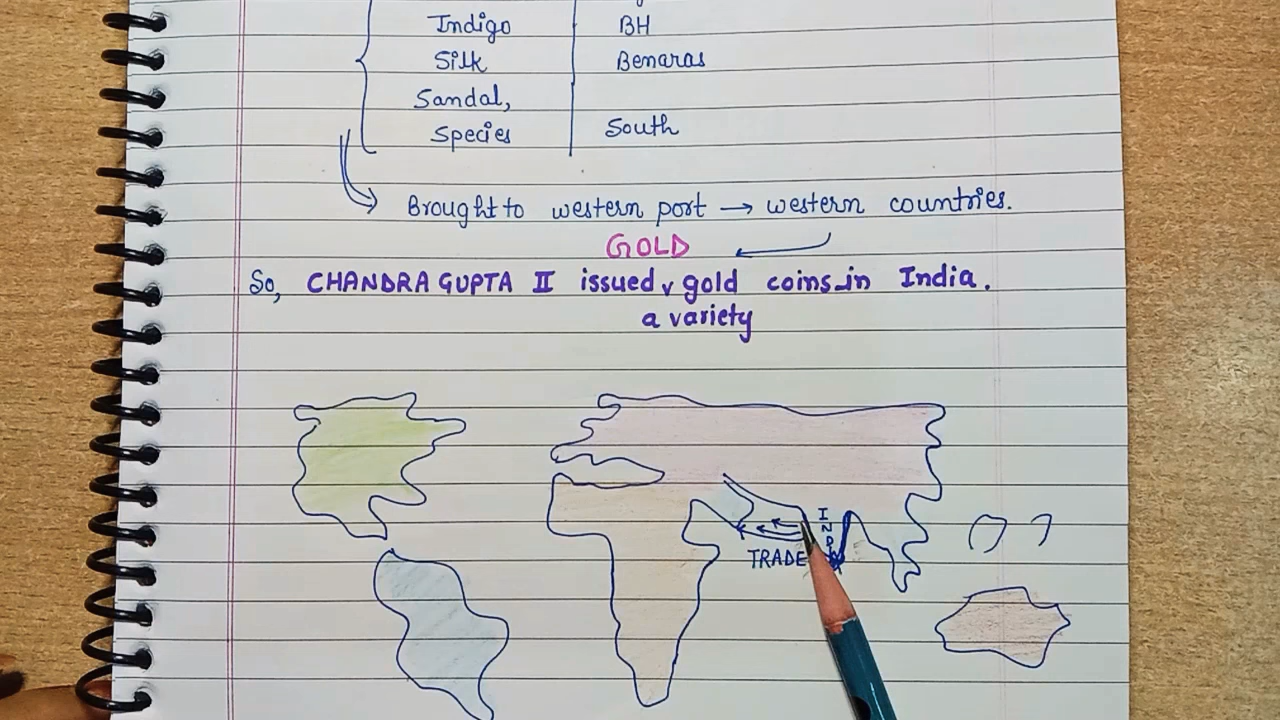 Indigo BH
Silk Benaras
Sandal,
Species South
Brought to western port → western countries.
GOLD
So, CHANDRAGUPTA II issued v gold coins in India.
a variety
INDIA
TRADE